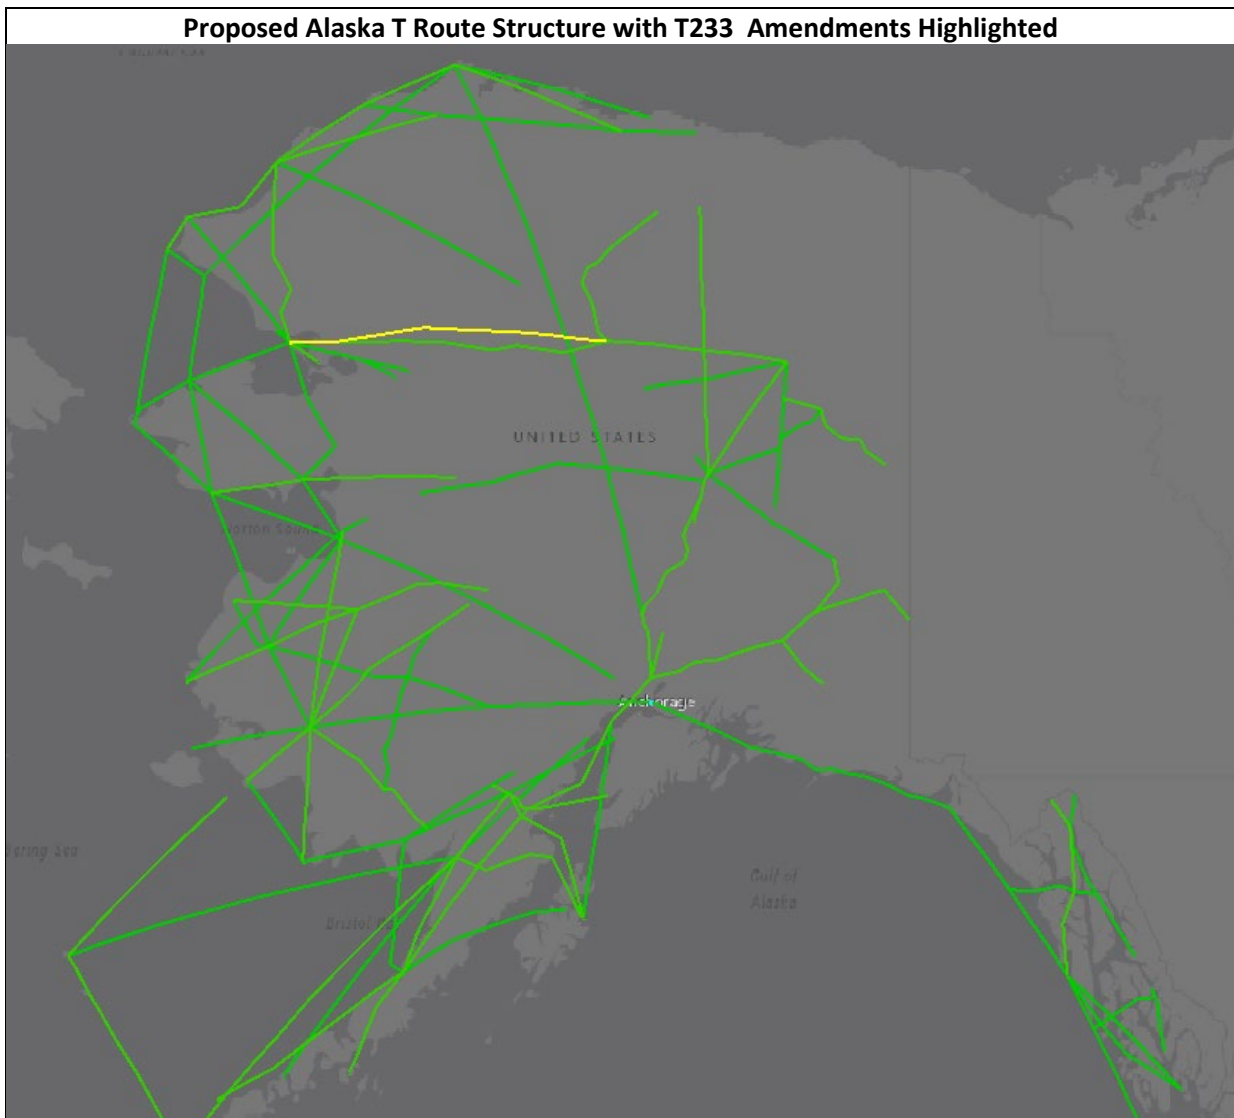 Proposed Alaska T Route Structure with T233 Amendments Highlighted
UNITED STATES
Norton Sound
Anchorage
Gulf of
Alaska
Bering Sea
Bristol Bay